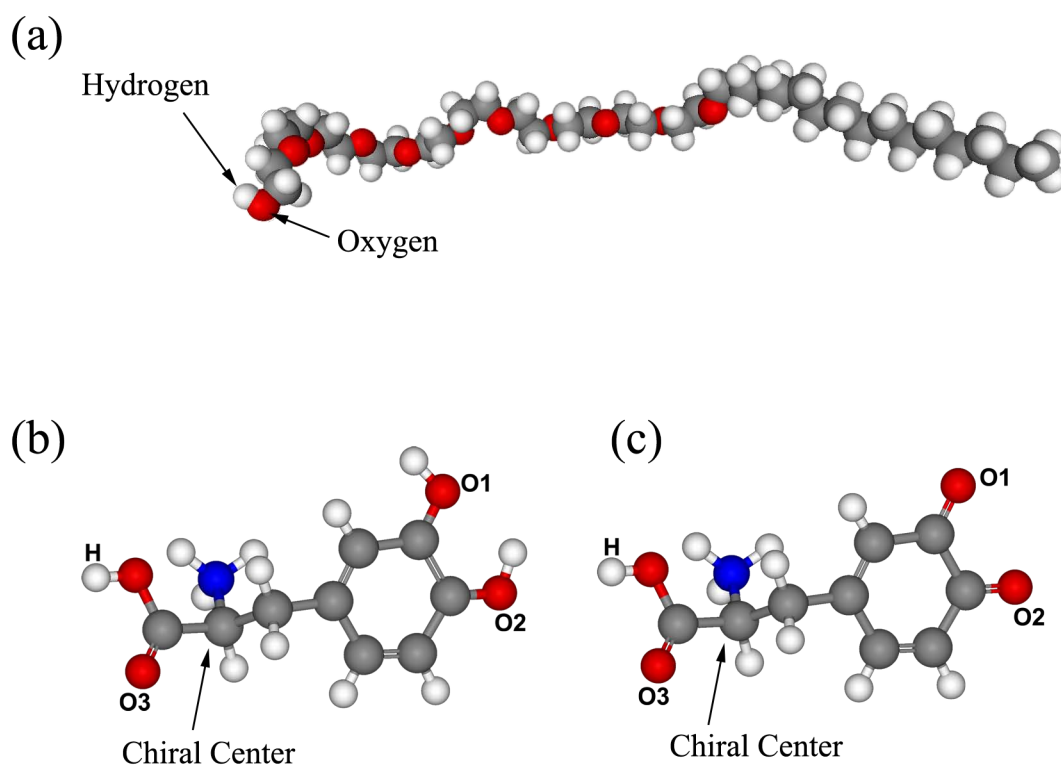 (a)
Hydrogen
Oxygen
(b)
(c)
O1
O1
H
H
O2
O2
O3
O3
Chiral Center
Chiral Center